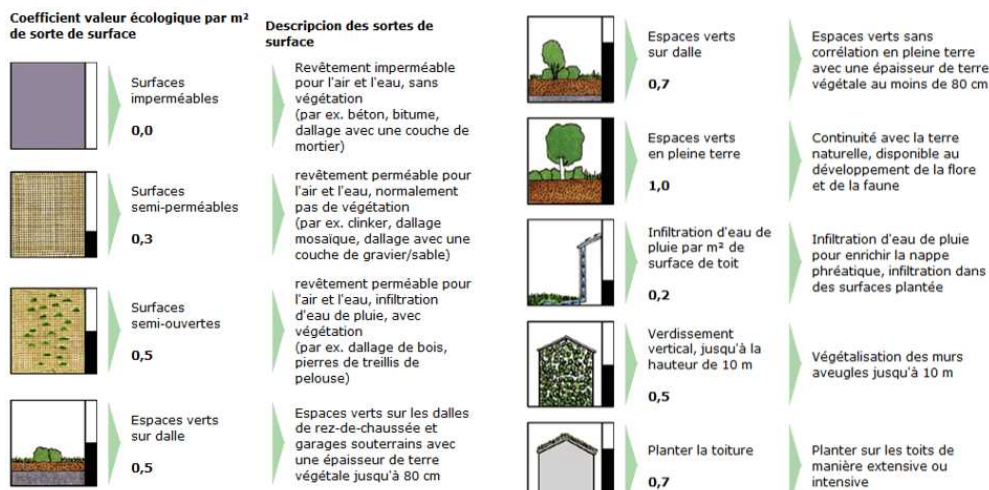 Coefficient valeur écologique par m²
de sorte de surface
Descripcion des sortes de
surface
Surfaces
imperméables
0,0
Revêtement imperméable
pour l'air et l'eau, sans
végétation
(par ex. béton, bitume,
dallage avec une couche de
mortier)
Surfaces
semi-perméables
0,3
revêtement perméable pour
l'air et l'eau, normalement
pas de végétation
(par ex. clinker, dallage
mosaïque, dallage avec une
couche de gravier/sable)
Surfaces
semi-ouvertes
0,5
revêtement perméable pour
l'air et l'eau, infiltration
d'eau de pluie, avec
végétation
(par ex. dallage de bois,
pierres de treillis de
pelouse)
Espaces verts
sur dalle
0,5
Espaces verts sur les dalles
de rez-de-chaussée et
garages souterrains avec
une épaisseur de terre
végétale jusqu'à 80 cm
Espaces verts
sur dalle
0,7
Espaces verts sans
corrélation en pleine terre
avec une épaisseur de terre
végétale au moins de 80 cm
Espaces verts
en pleine terre
1,0
Continuité avec la terre
naturelle, disponible au
développement de la flore
et de la faune
Infiltration d'eau de
pluie par m² de
surface de toit
0,2
Infiltration d'eau de pluie
pour enrichir la nappe
phréatique, infiltration dans
des surfaces plantée
Verdissement
vertical, jusqu'à la
hauteur de 10 m
0,5
Végétalisation des murs
aveugles jusqu'à 10 m
Planter la toiture
0,7
Planter sur les toits de
manière extensive ou
intensive